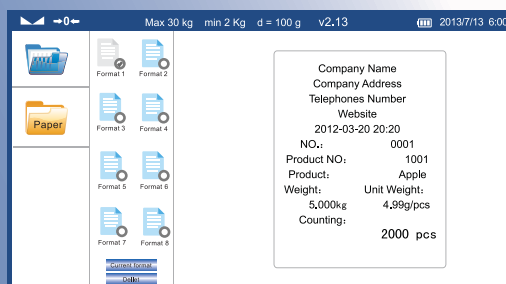 →0← Max 30 kg min 2 Kg d = 100 g v2.13 2013/7/13 6:00
Format 1 Format 2
Paper
Format 3 Format 4
Format 5 Format 6
Format 7 Format 8
Current format
Dellet
Company Name
Company Address
Telephones Number
Website
2012-03-20 20:20
NO.: 0001
Product NO: 1001
Product: Apple
Weight: Unit Weight:
5.000kg 4.99g/pcs
Counting:
2000 pcs